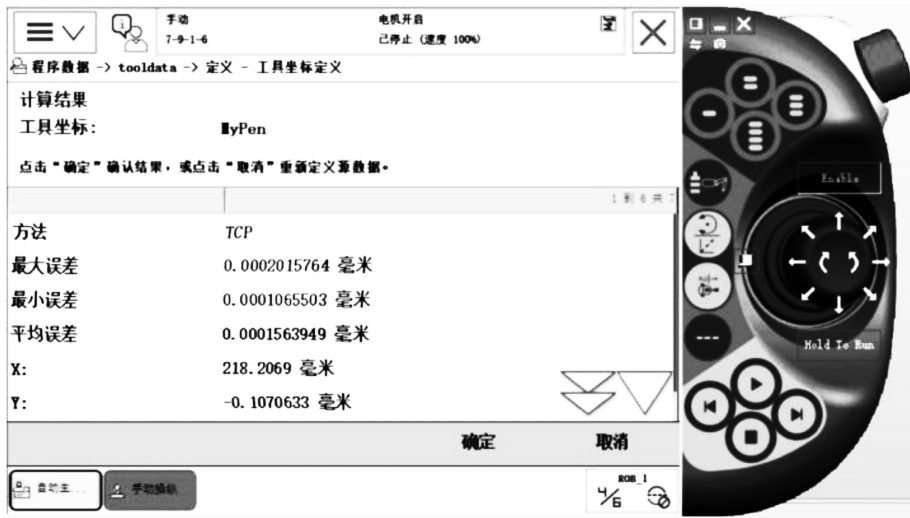 手动
7-9-1-6
电机开启
己停止 (速度 100%)
程序数据 -> tooldata -> 定义 - 工具坐标定义
计算结果
工具坐标: MyPen
点击“确定”确认结果，或点击“取消”重新定义源数据。
1 到 6 共 7
方法 TCP
最大误差 0.0002015764 毫米
最小误差 0.0001065503 毫米
平均误差 0.0001563949 毫米
X: 218.2069 毫米
Y: -0.1070633 毫米
确定 取消
自动生...
手动操纵
ROB_1
Enable
Hold To Run